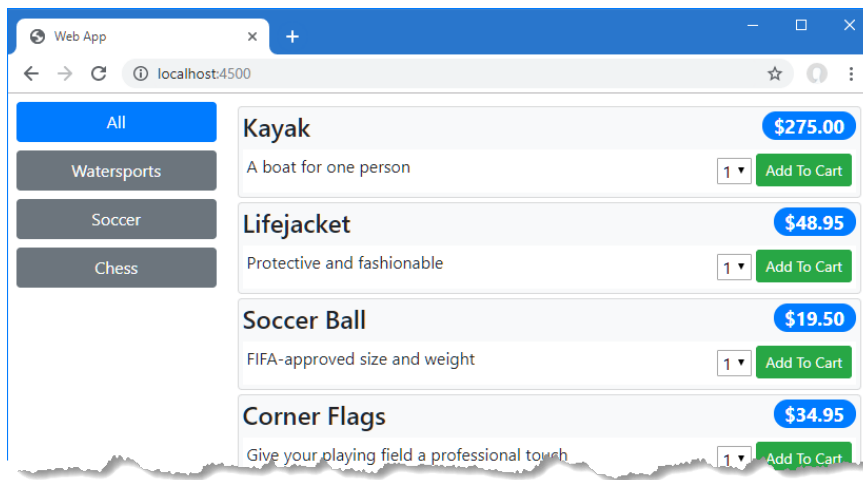 Web App
localhost:4500
All
Watersports
Soccer
Chess
Kayak $275.00
A boat for one person 1 Add To Cart
Lifejacket $48.95
Protective and fashionable 1 Add To Cart
Soccer Ball $19.50
FIFA-approved size and weight 1 Add To Cart
Corner Flags $34.95
Give your playing field a professional touch 1 Add To Cart